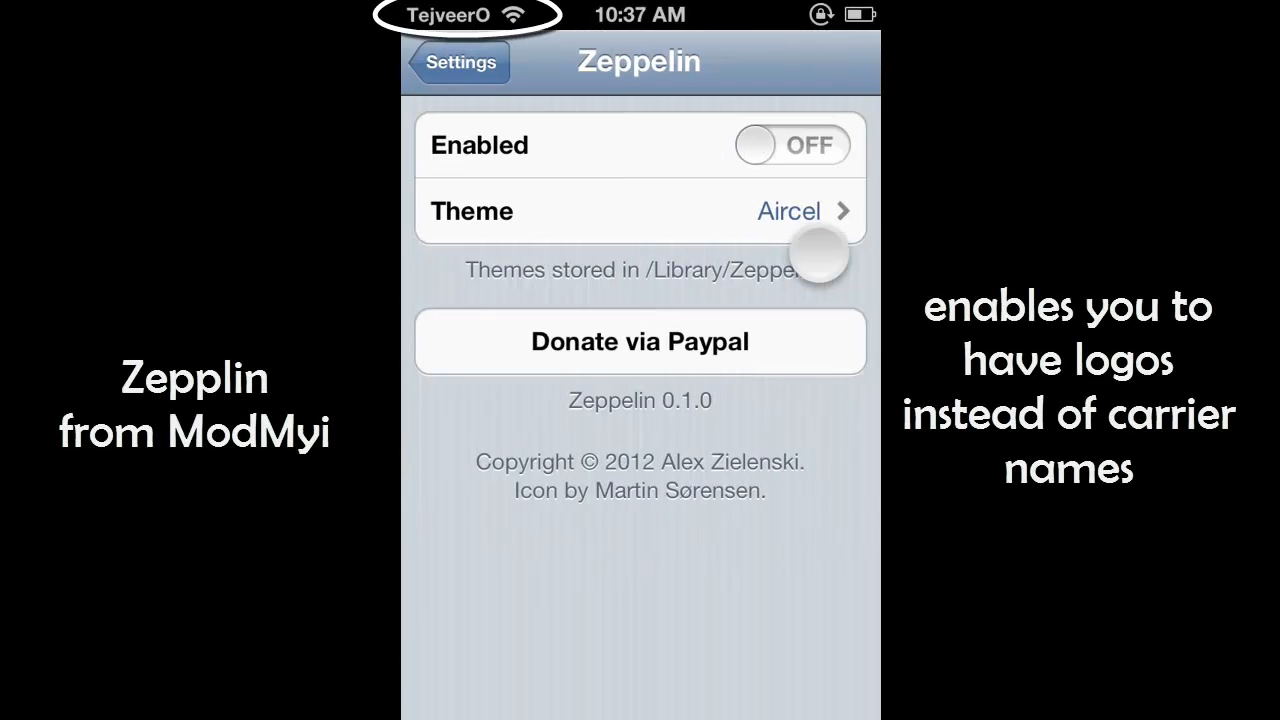 TejveerO
10:37 AM
Settings
Zeppelin
Enabled
OFF
Theme
Aircel
Themes stored in /Library/Zeppe
Donate via Paypal
Zeppelin 0.1.0
Copyright © 2012 Alex Zielenski.
Icon by Martin Sørensen.
Zepplin
from ModMyi
enables you to
have logos
instead of carrier
names